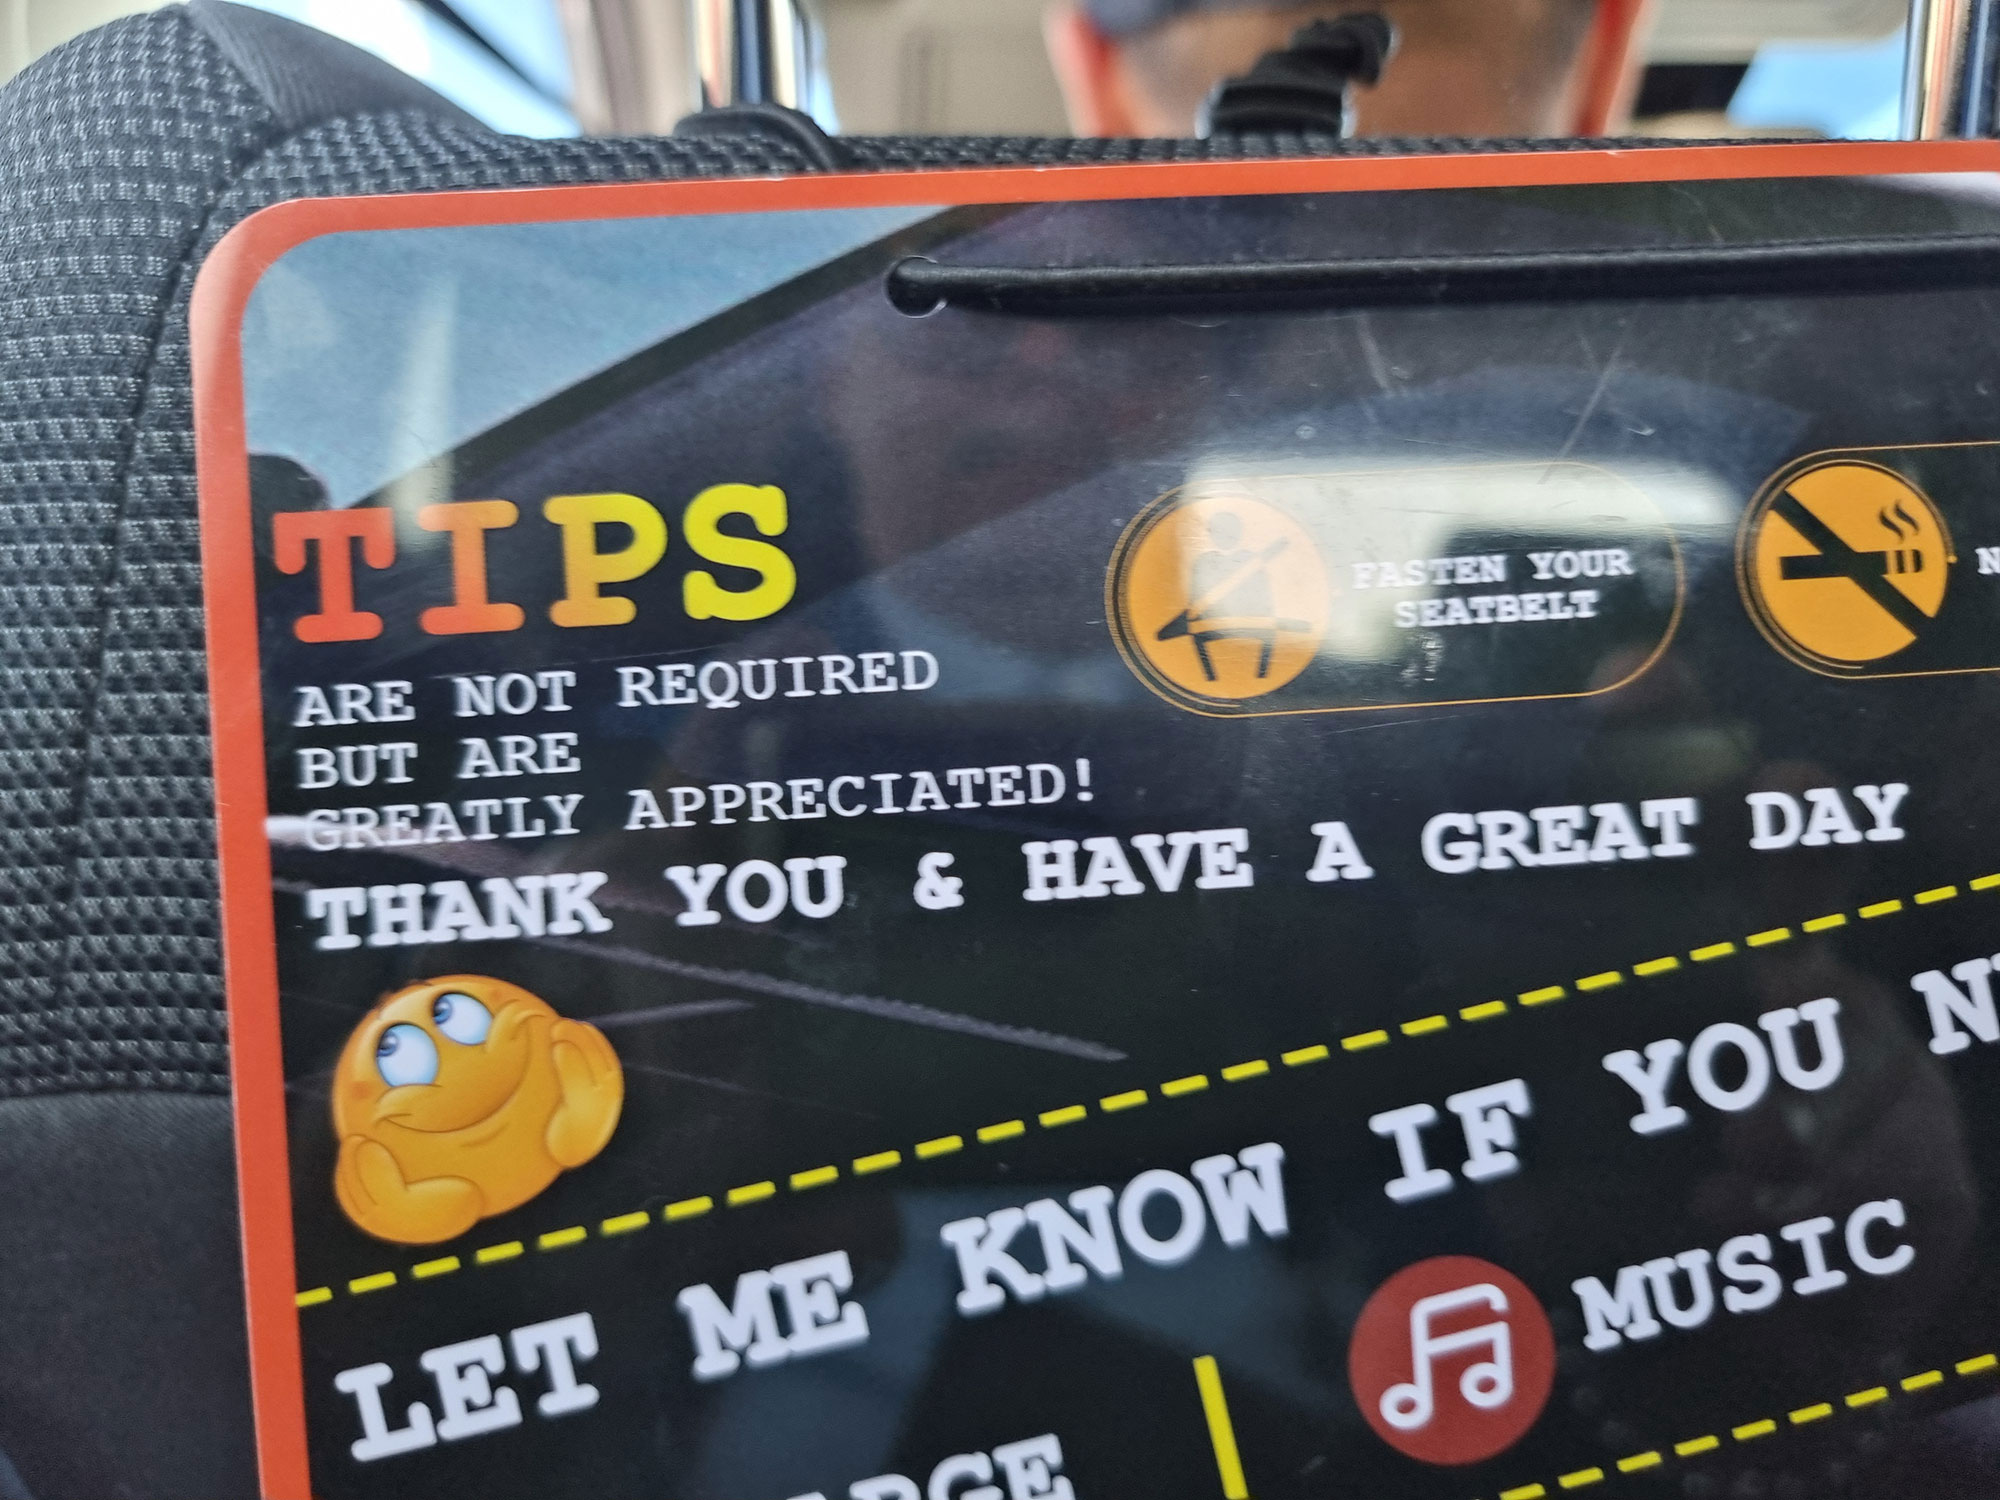 TIPS
ARE NOT REQUIRED
BUT ARE
GREATLY APPRECIATED!
THANK YOU & HAVE A GREAT DAY
FASTEN YOUR
SEATBELT
LET ME KNOW IF YOU
MUSIC